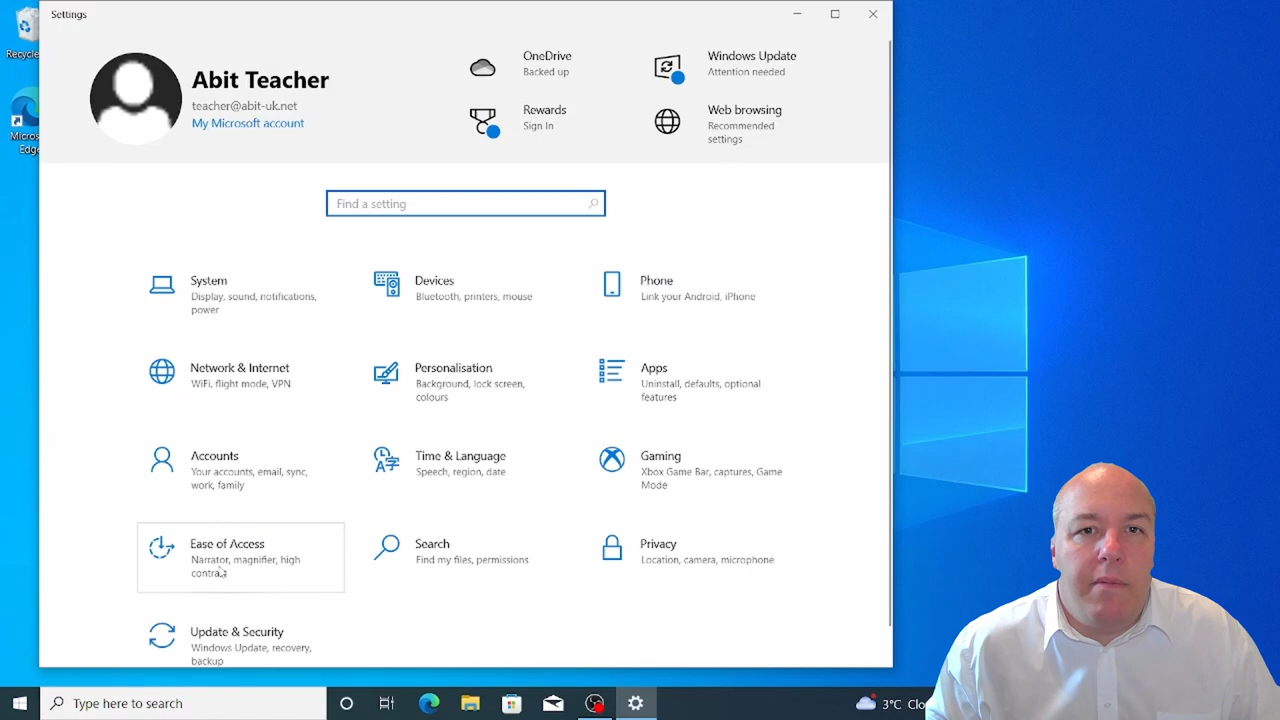 Settings
Recycle
Micros
Edge
Abit Teacher
teacher@abit-uk.net
My Microsoft account
OneDrive
Backed up
Windows Update
Attention needed
Rewards
Sign In
Web browsing
Recommended
settings
Find a setting
System
Display, sound, notifications,
power
Devices
Bluetooth, printers, mouse
Phone
Link your Android, iPhone
Network & Internet
WiFi, flight mode, VPN
Personalisation
Background, lock screen,
colours
Apps
Uninstall, defaults, optional
features
Accounts
Your accounts, email, sync,
work, family
Time & Language
Speech, region, date
Gaming
Xbox Game Bar, captures, Game
Mode
Ease of Access
Narrator, magnifier, high
contrast
Search
Find my files, permissions
Privacy
Location, camera, microphone
Update & Security
Windows Update, recovery,
backup
Type here to search
3°C Clo